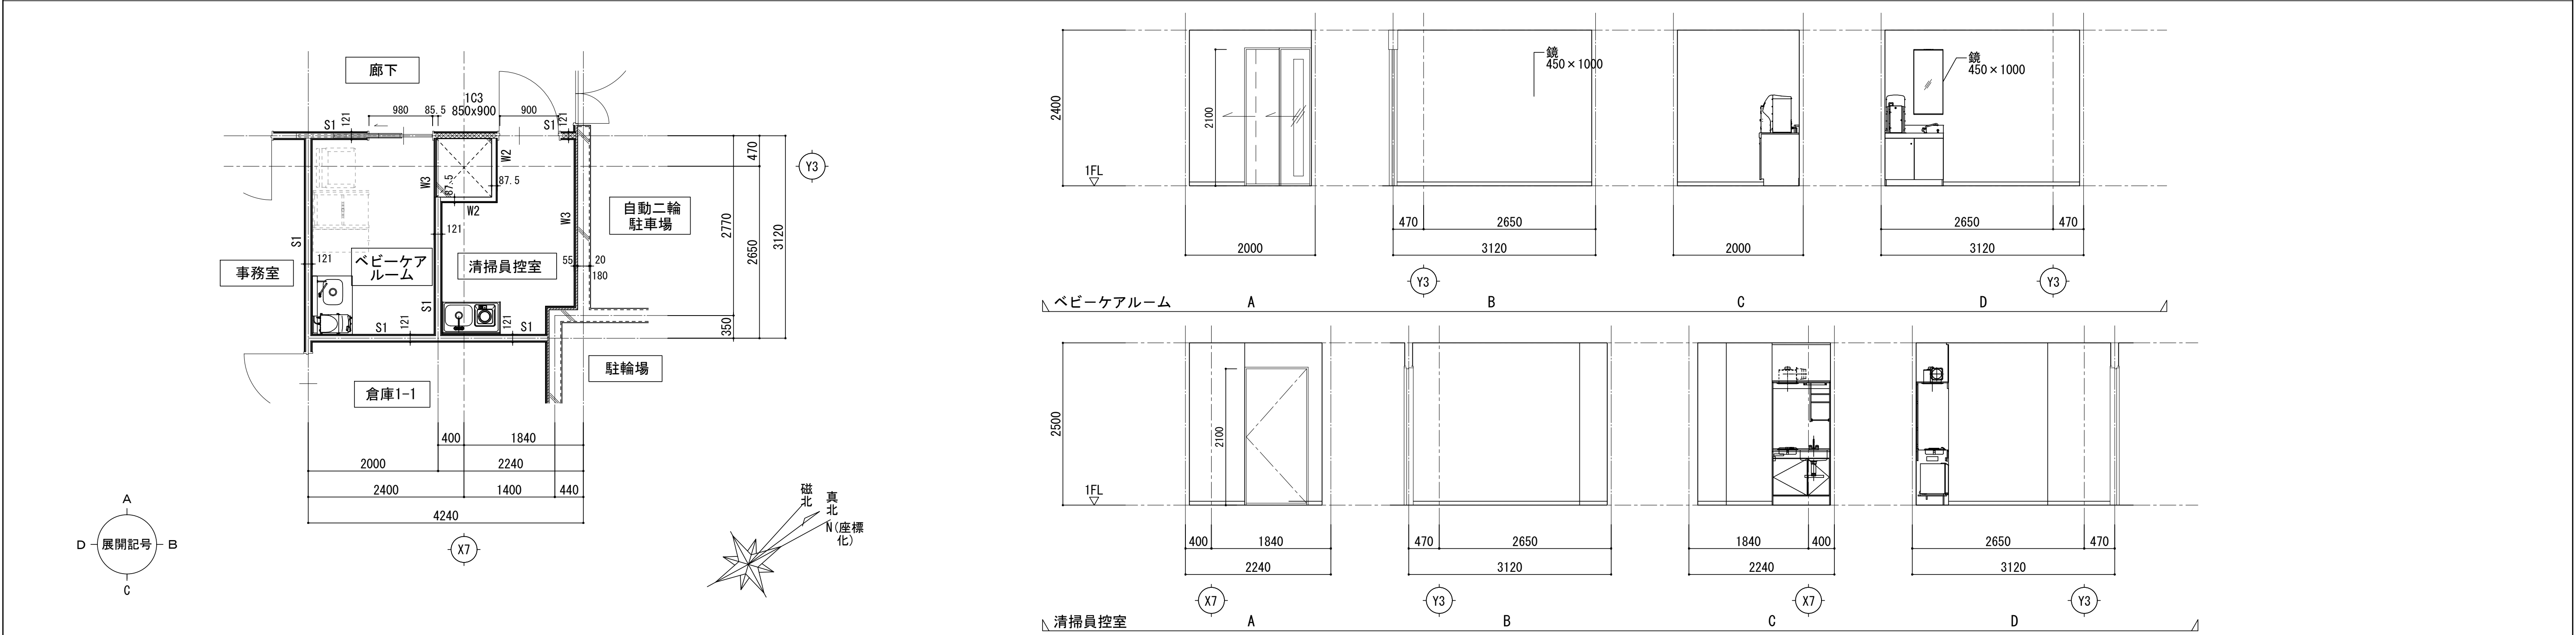 廊下
1C3
850x900
980
85.5
900
S1
121
S1
121
W2
87.5
W3
87.5
W2
121
W3
S1
121
事務室
ベビーケア
ルーム
清掃員控室
自動二輪
駐車場
55
20
180
S1
S1
121
121
S1
駐輪場
倉庫1-1
470
2770
2650
3120
350
Y3
400
1840
2000
2240
2400
1400
440
4240
X7
A
D
展開記号
B
C
磁北
真北
N(座標
化)
2400
1FL
2100
2000
鏡
450×1000
470
2650
3120
Y3
2000
鏡
450×1000
2650
470
3120
Y3
ベビーケアルーム
A
B
C
D
2500
1FL
2100
400
1840
2240
X7
470
2650
3120
Y3
1840
400
2240
X7
2650
470
3120
Y3
清掃員控室
A
B
C
D